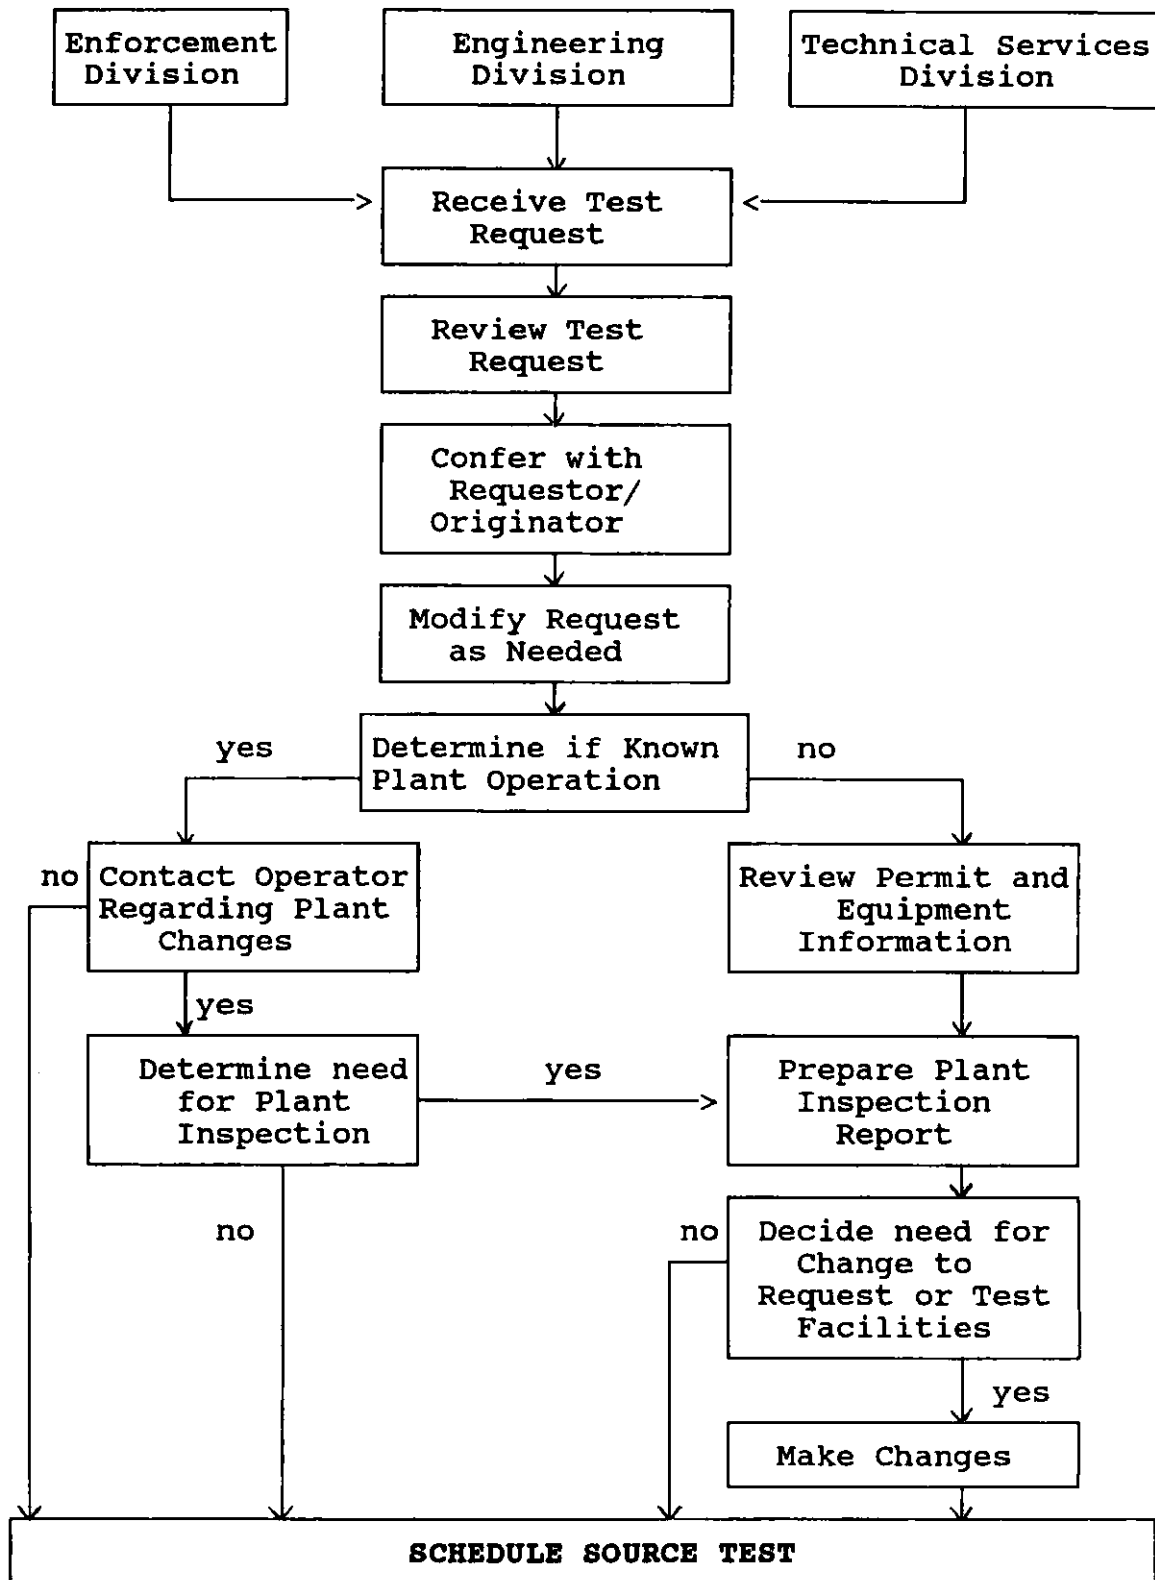 Enforcement
Division
Engineering
Division
Technical Services
Division
Receive Test
Request
Review Test
Request
Confer with
Requestor/
Originator
Modify Request
as Needed
yes
Determine if Known
Plant Operation
no
no
Contact Operator
Regarding Plant
Changes
Review Permit and
Equipment
Information
yes
Determine need
for Plant
Inspection
yes
Prepare Plant
Inspection
Report
no
no
Decide need for
Change to
Request or Test
Facilities
yes
Make Changes
SCHEDULE SOURCE TEST